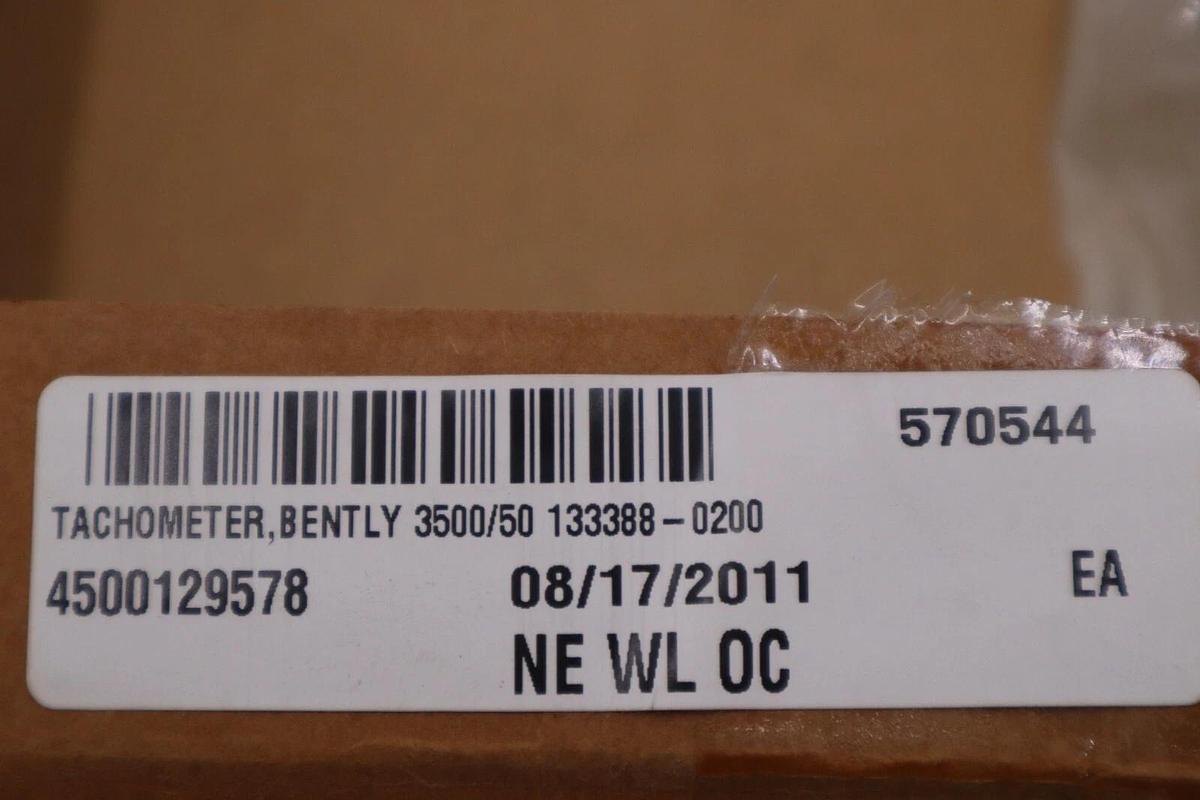 570544
TACHOMETER,BENTLY 3500/50 133388-0200
4500129578 08/17/2011 EA
NE WL OC